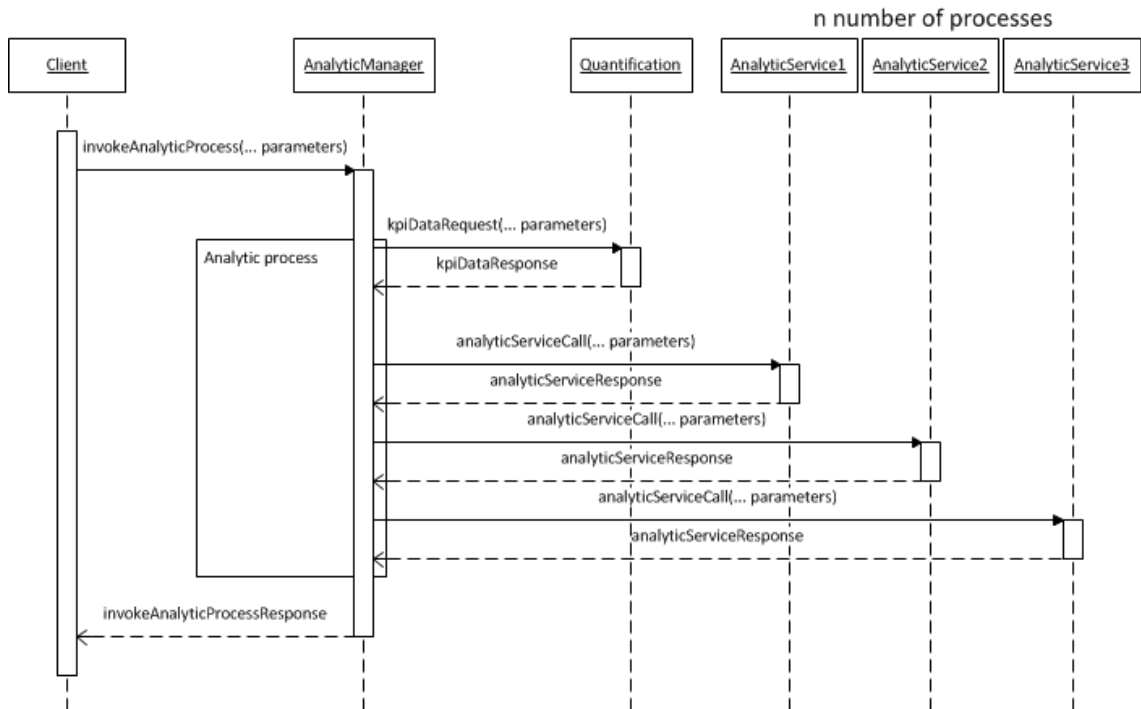 n number of processes
Client
AnalyticManager
Quantification
AnalyticService1
AnalyticService2
AnalyticService3
invokeAnalyticProcess(... parameters)
kpiDataRequest(... parameters)
Analytic process
kpiDataResponse
analyticServiceCall(... parameters)
analyticServiceResponse
analyticServiceCall(... parameters)
analyticServiceResponse
analyticServiceCall(... parameters)
analyticServiceResponse
invokeAnalyticProcessResponse